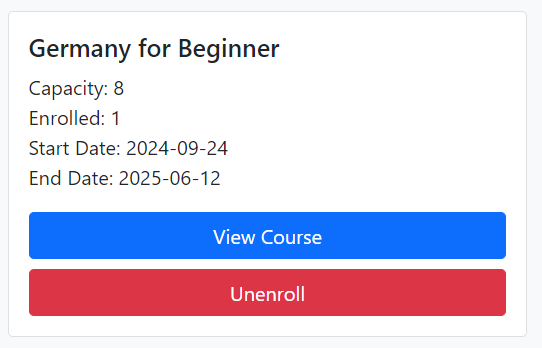 Germany for Beginner
Capacity: 8
Enrolled: 1
Start Date: 2024-09-24
End Date: 2025-06-12
View Course
Unenroll